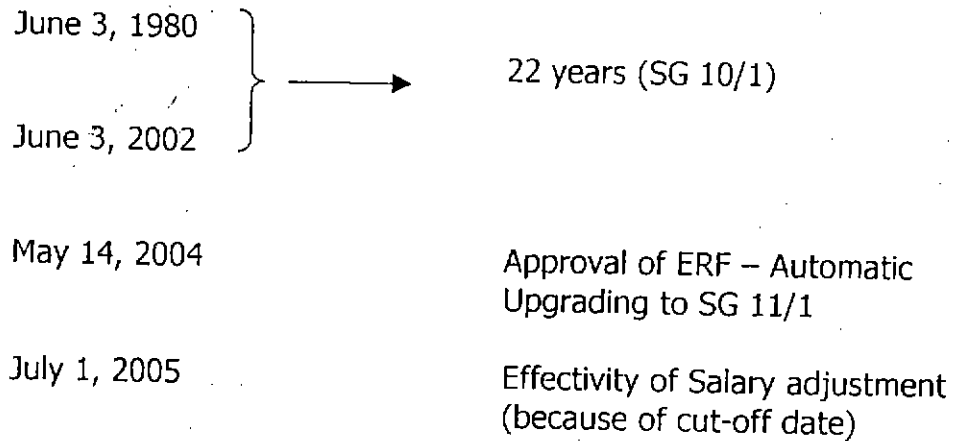 June 3, 1980
22 years (SG 10/1)
June 3, 2002
May 14, 2004
Approval of ERF – Automatic
Upgrading to SG 11/1
July 1, 2005
Effectivity of Salary adjustment
(because of cut-off date)